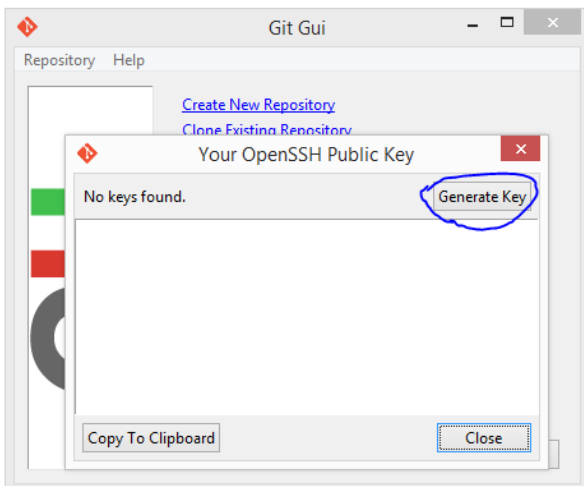 Git Gui
Repository Help
Create New Repository
Clone Existing Repository
Your OpenSSH Public Key
No keys found.
Generate Key
Copy To Clipboard
Close